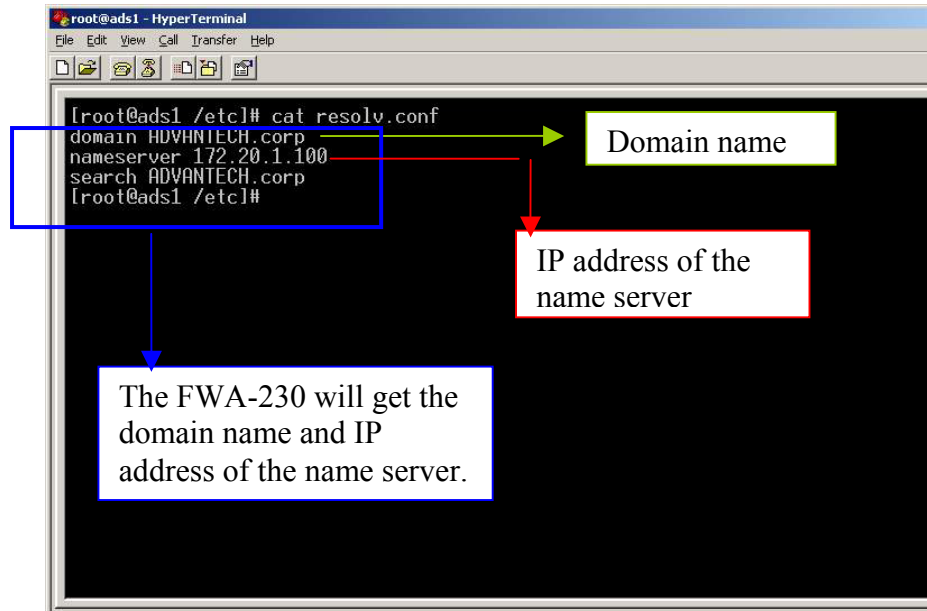 root@ads1 - HyperTerminal
File Edit View Call Transfer Help
[root@ads1 /etc]# cat resolv.conf
domain ADVANTECH.corp
nameserver 172.20.1.100
search ADVANTECH.corp
[root@ads1 /etc]#
Domain name
IP address of the
name server
The FWA-230 will get the
domain name and IP
address of the name server.